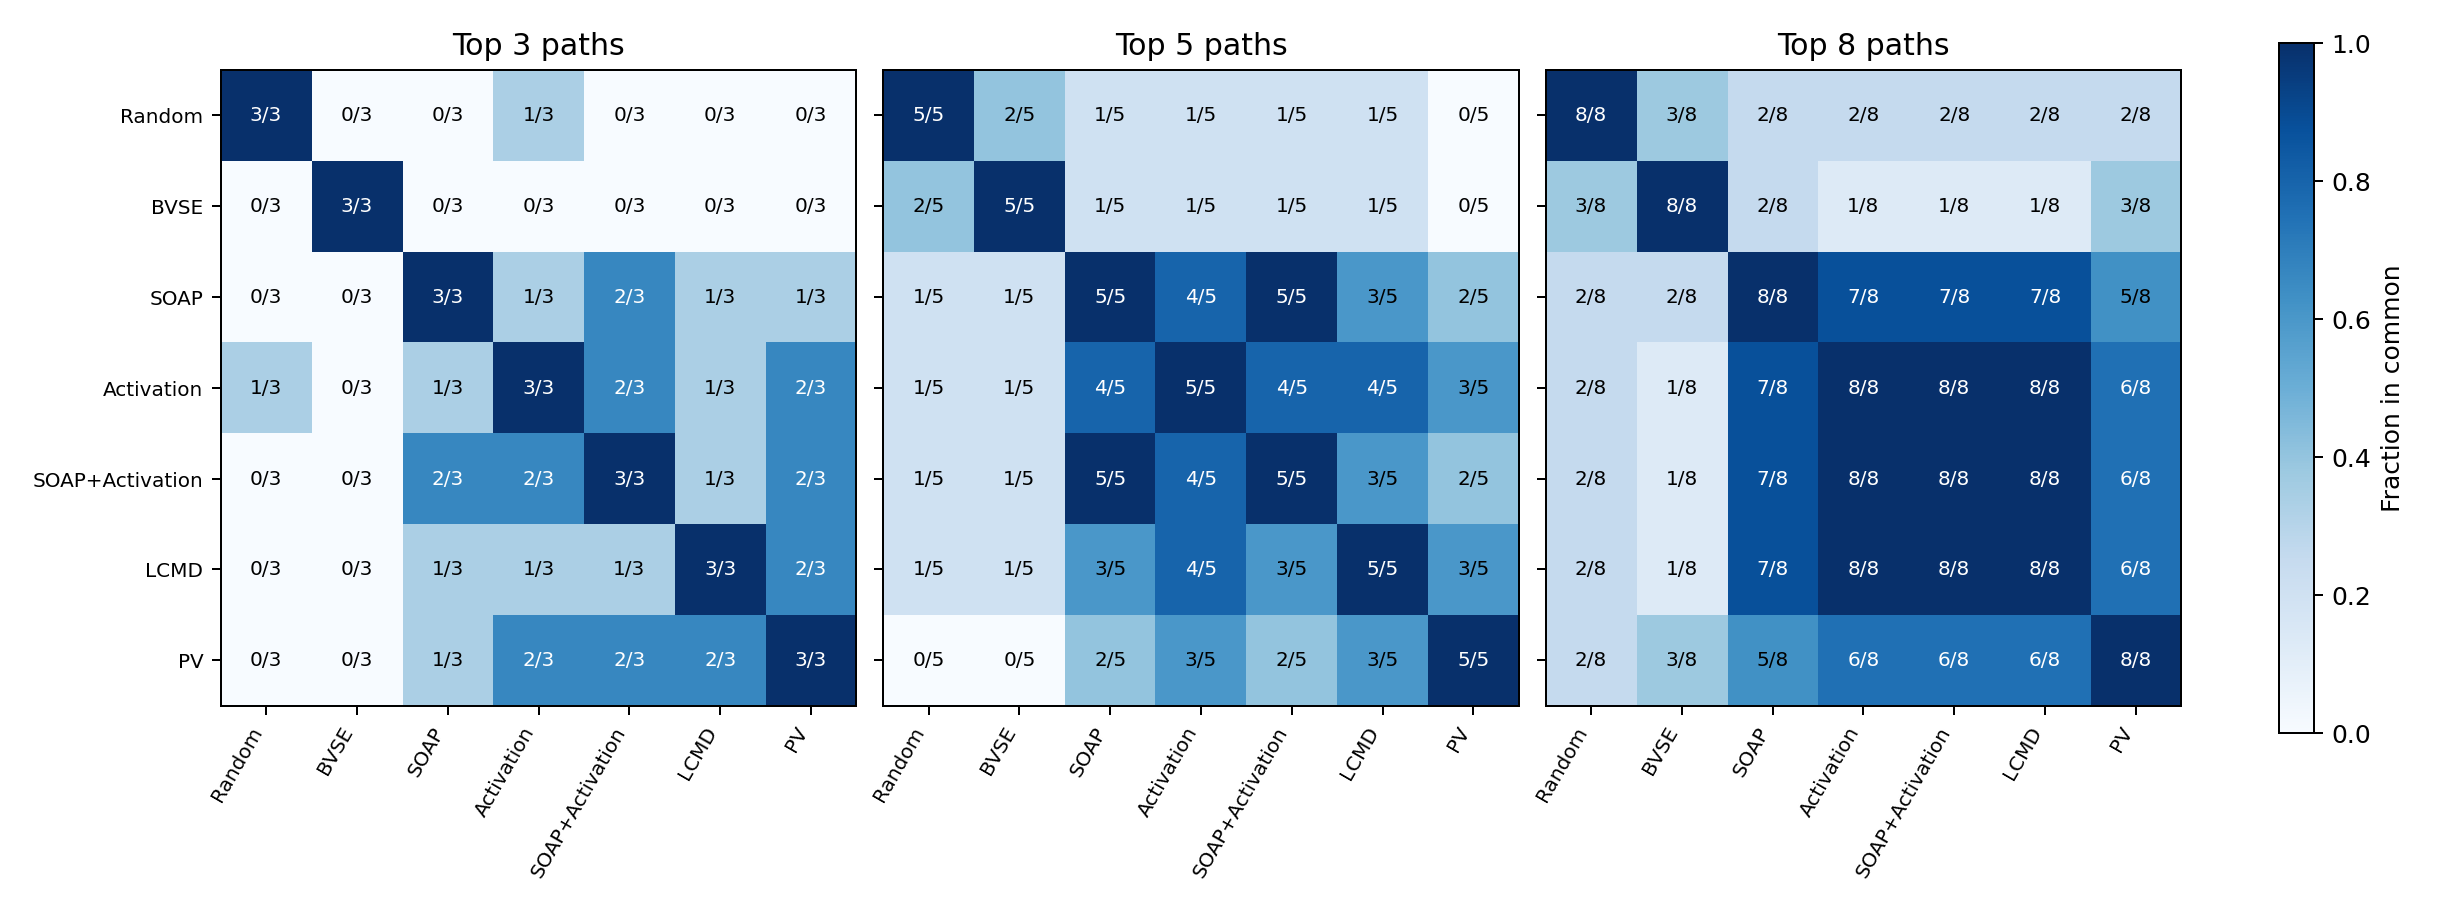 Top 3 paths Top 5 paths Top 8 paths
Random 3/3 0/3 0/3 1/3 0/3 0/3 0/3 5/5 2/5 1/5 1/5 1/5 1/5 0/5 8/8 3/8 2/8 2/8 2/8 2/8 2/8
BVSE 0/3 3/3 0/3 0/3 0/3 0/3 0/3 2/5 5/5 1/5 1/5 1/5 1/5 0/5 3/8 8/8 2/8 1/8 1/8 1/8 3/8
SOAP 0/3 0/3 3/3 1/3 2/3 1/3 1/3 1/5 1/5 5/5 4/5 5/5 3/5 2/5 2/8 2/8 8/8 7/8 7/8 7/8 5/8
Activation 1/3 0/3 1/3 3/3 2/3 1/3 2/3 1/5 1/5 4/5 5/5 4/5 4/5 3/5 2/8 1/8 7/8 8/8 8/8 8/8 6/8
SOAP+Activation 0/3 0/3 2/3 2/3 3/3 1/3 2/3 1/5 1/5 5/5 4/5 5/5 3/5 2/5 2/8 1/8 7/8 8/8 8/8 8/8 6/8
LCMD 0/3 0/3 1/3 1/3 1/3 3/3 2/3 1/5 1/5 3/5 4/5 3/5 5/5 3/5 2/8 1/8 7/8 8/8 8/8 8/8 6/8
PV 0/3 0/3 1/3 2/3 2/3 2/3 3/3 0/5 0/5 2/5 3/5 2/5 3/5 5/5 2/8 3/8 5/8 6/8 6/8 6/8 8/8
Random BVSE SOAP Activation SOAP+Activation LCMD PV Random BVSE SOAP Activation SOAP+Activation LCMD PV Random BVSE SOAP Activation SOAP+Activation LCMD PV
1.0
0.8
0.6
0.4
0.2
0.0
Fraction in common